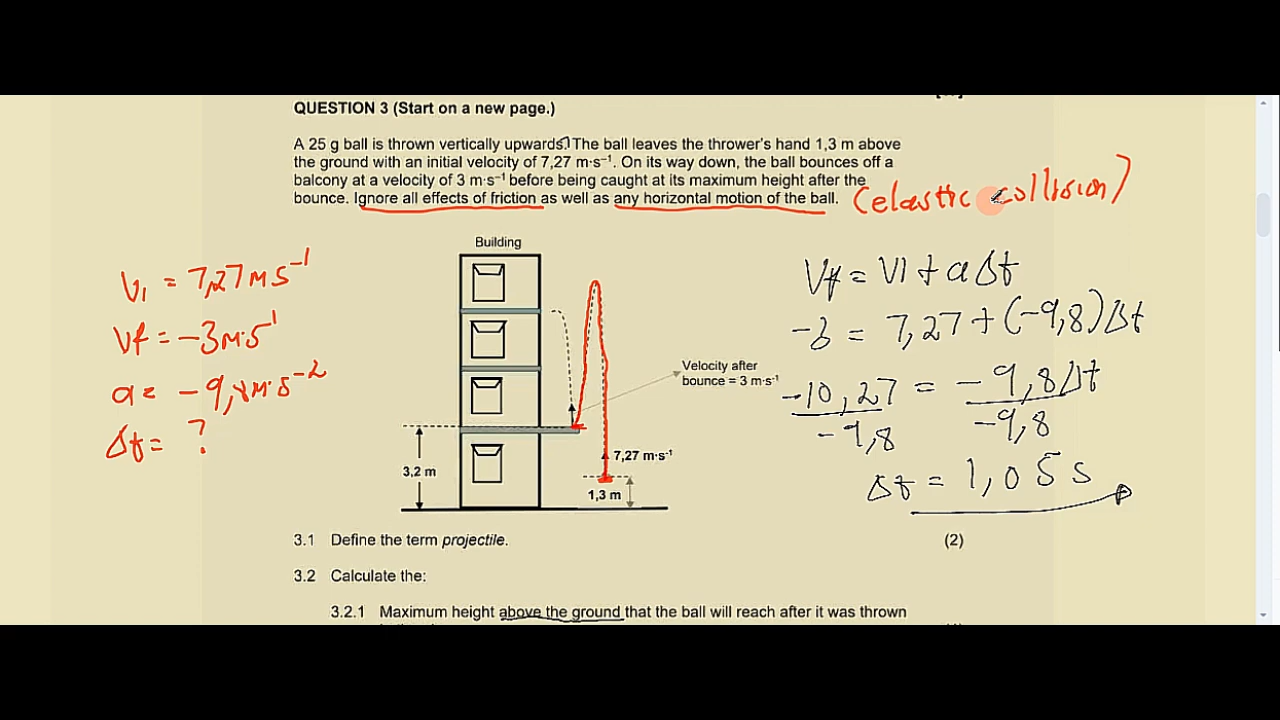 QUESTION 3 (Start on a new page.)
A 25 g ball is thrown vertically upwards. The ball leaves the thrower's hand 1,3 m above
the ground with an initial velocity of 7,27 m·s⁻¹. On its way down, the ball bounces off a
balcony at a velocity of 3 m·s⁻¹ before being caught at its maximum height after the
bounce. Ignore all effects of friction as well as any horizontal motion of the ball.
(elastic collision)
Building
Vi = 7,27 m s⁻¹
Vf = -3 m·s⁻¹
a = -9,8 m·s⁻²
Δt = ?
Velocity after
bounce = 3 m·s⁻¹
3,2 m
7,27 m·s⁻¹
1,3 m
Vf = Vi + aΔt
-3 = 7,27 + (-9,8)Δt
-10,27 = -9,8Δt
-9,8 -9,8
Δt = 1,05 s
3.1 Define the term projectile. (2)
3.2 Calculate the:
3.2.1 Maximum height above the ground that the ball will reach after it was thrown